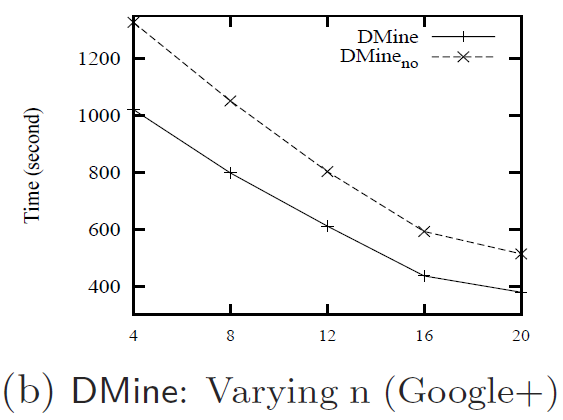 DMine
DMine_no
1200
1000
800
600
400
Time (second)
4 8 12 16 20
(b) DMine: Varying n (Google+)